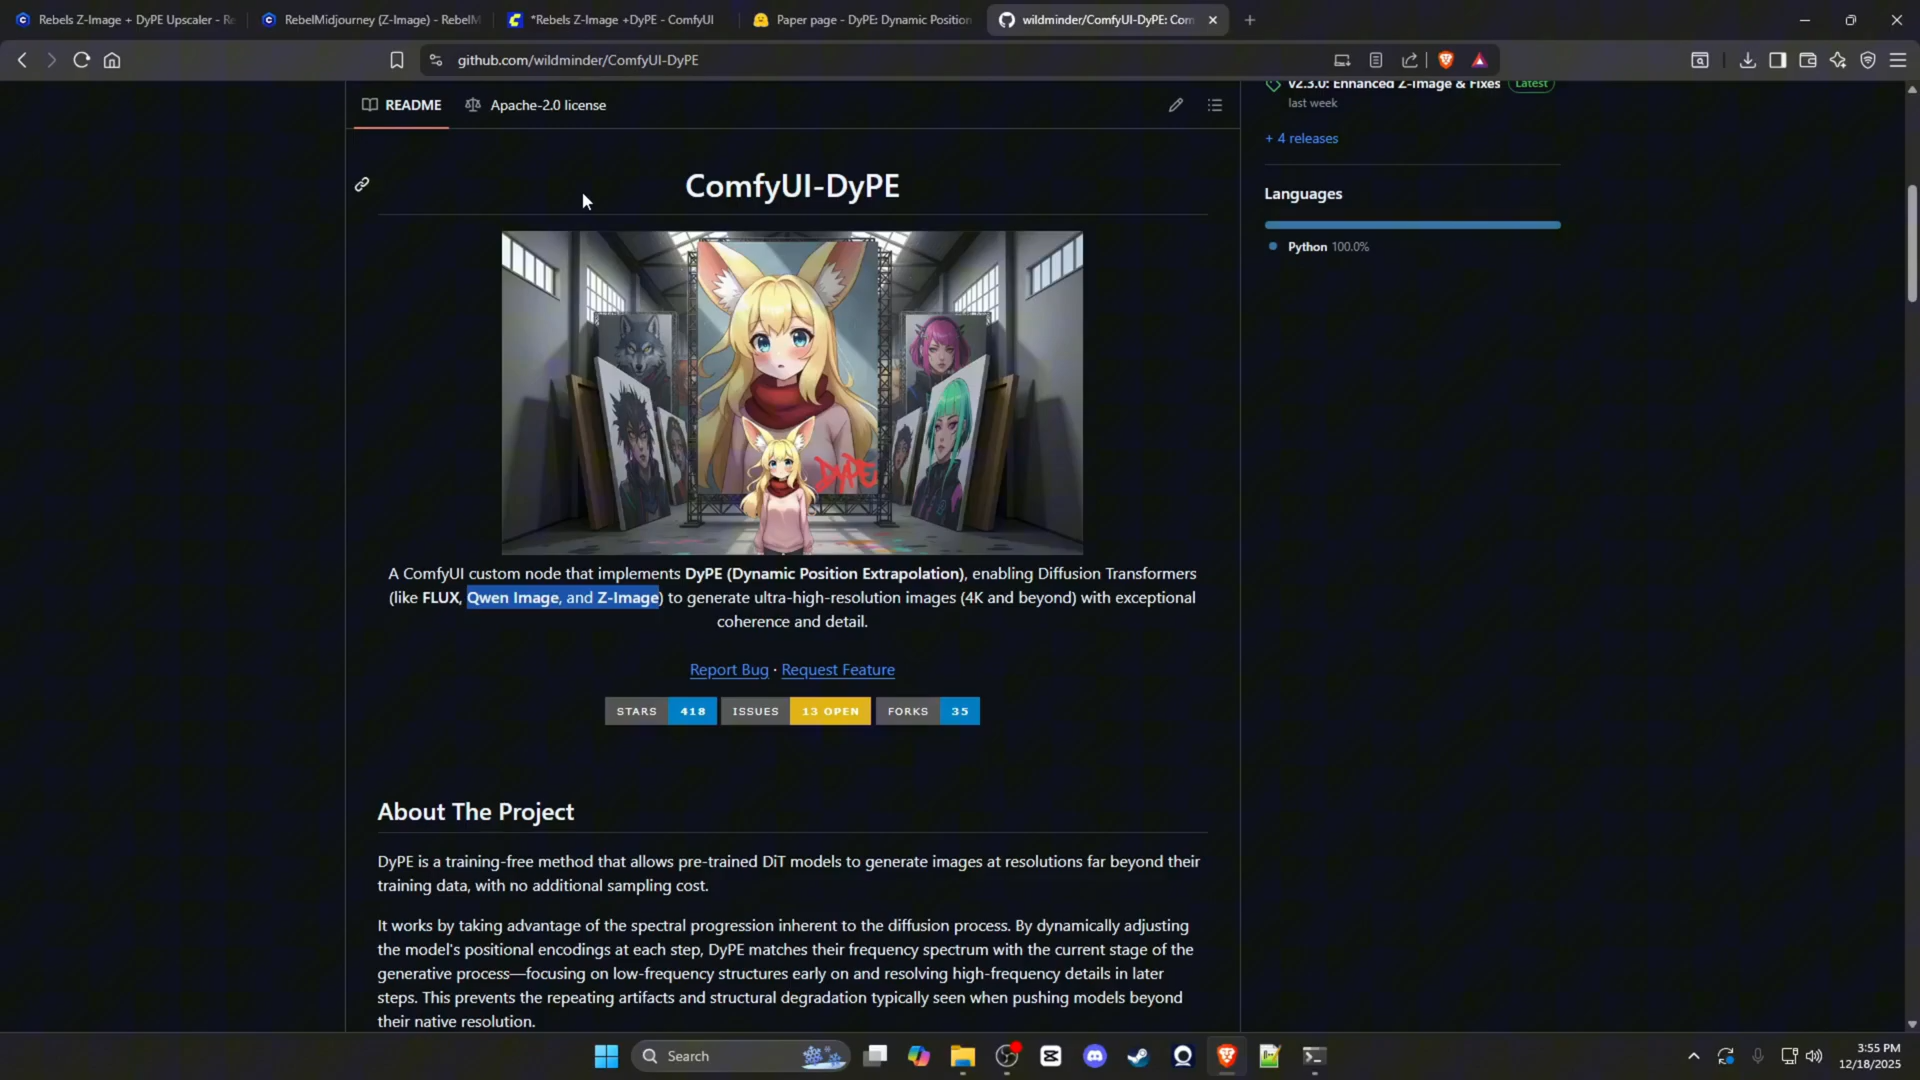 Rebels Z-Image + DyPE Upscaler - Re
RebelMidjourney (Z-Image) - RebelM
*Rebels Z-Image +DyPE - ComfyUI
Paper page - DyPE: Dynamic Position
wildminder/ComfyUI-DyPE: Com
github.com/wildminder/ComfyUI-DyPE
README
Apache-2.0 license
v2.3.0: Enhanced Z-Image & Fixes
Latest
last week
+ 4 releases
Languages
Python 100.0%
ComfyUI-DyPE
DyPE
A ComfyUI custom node that implements DyPE (Dynamic Position Extrapolation), enabling Diffusion Transformers
(like FLUX, Qwen Image, and Z-Image) to generate ultra-high-resolution images (4K and beyond) with exceptional
coherence and detail.
Report Bug · Request Feature
STARS 418 ISSUES 13 OPEN FORKS 35
About The Project
DyPE is a training-free method that allows pre-trained DiT models to generate images at resolutions far beyond their
training data, with no additional sampling cost.
It works by taking advantage of the spectral progression inherent to the diffusion process. By dynamically adjusting
the model's positional encodings at each step, DyPE matches their frequency spectrum with the current stage of the
generative process—focusing on low-frequency structures early on and resolving high-frequency details in later
steps. This prevents the repeating artifacts and structural degradation typically seen when pushing models beyond
their native resolution.
Search
3:55 PM
12/18/2025